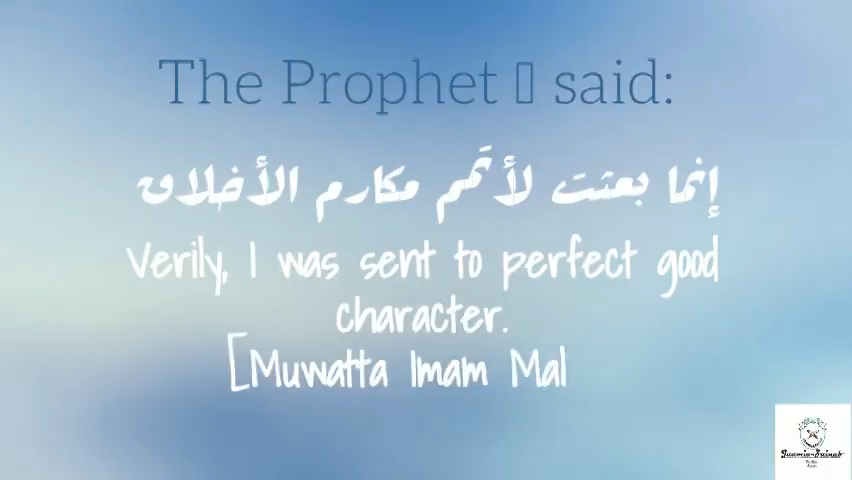 The Prophet ▯ said:
إنما بعثت لأتمم مكارم الأخلاق
Verily, I was sent to perfect good
character.
[Muwatta Imam Mal